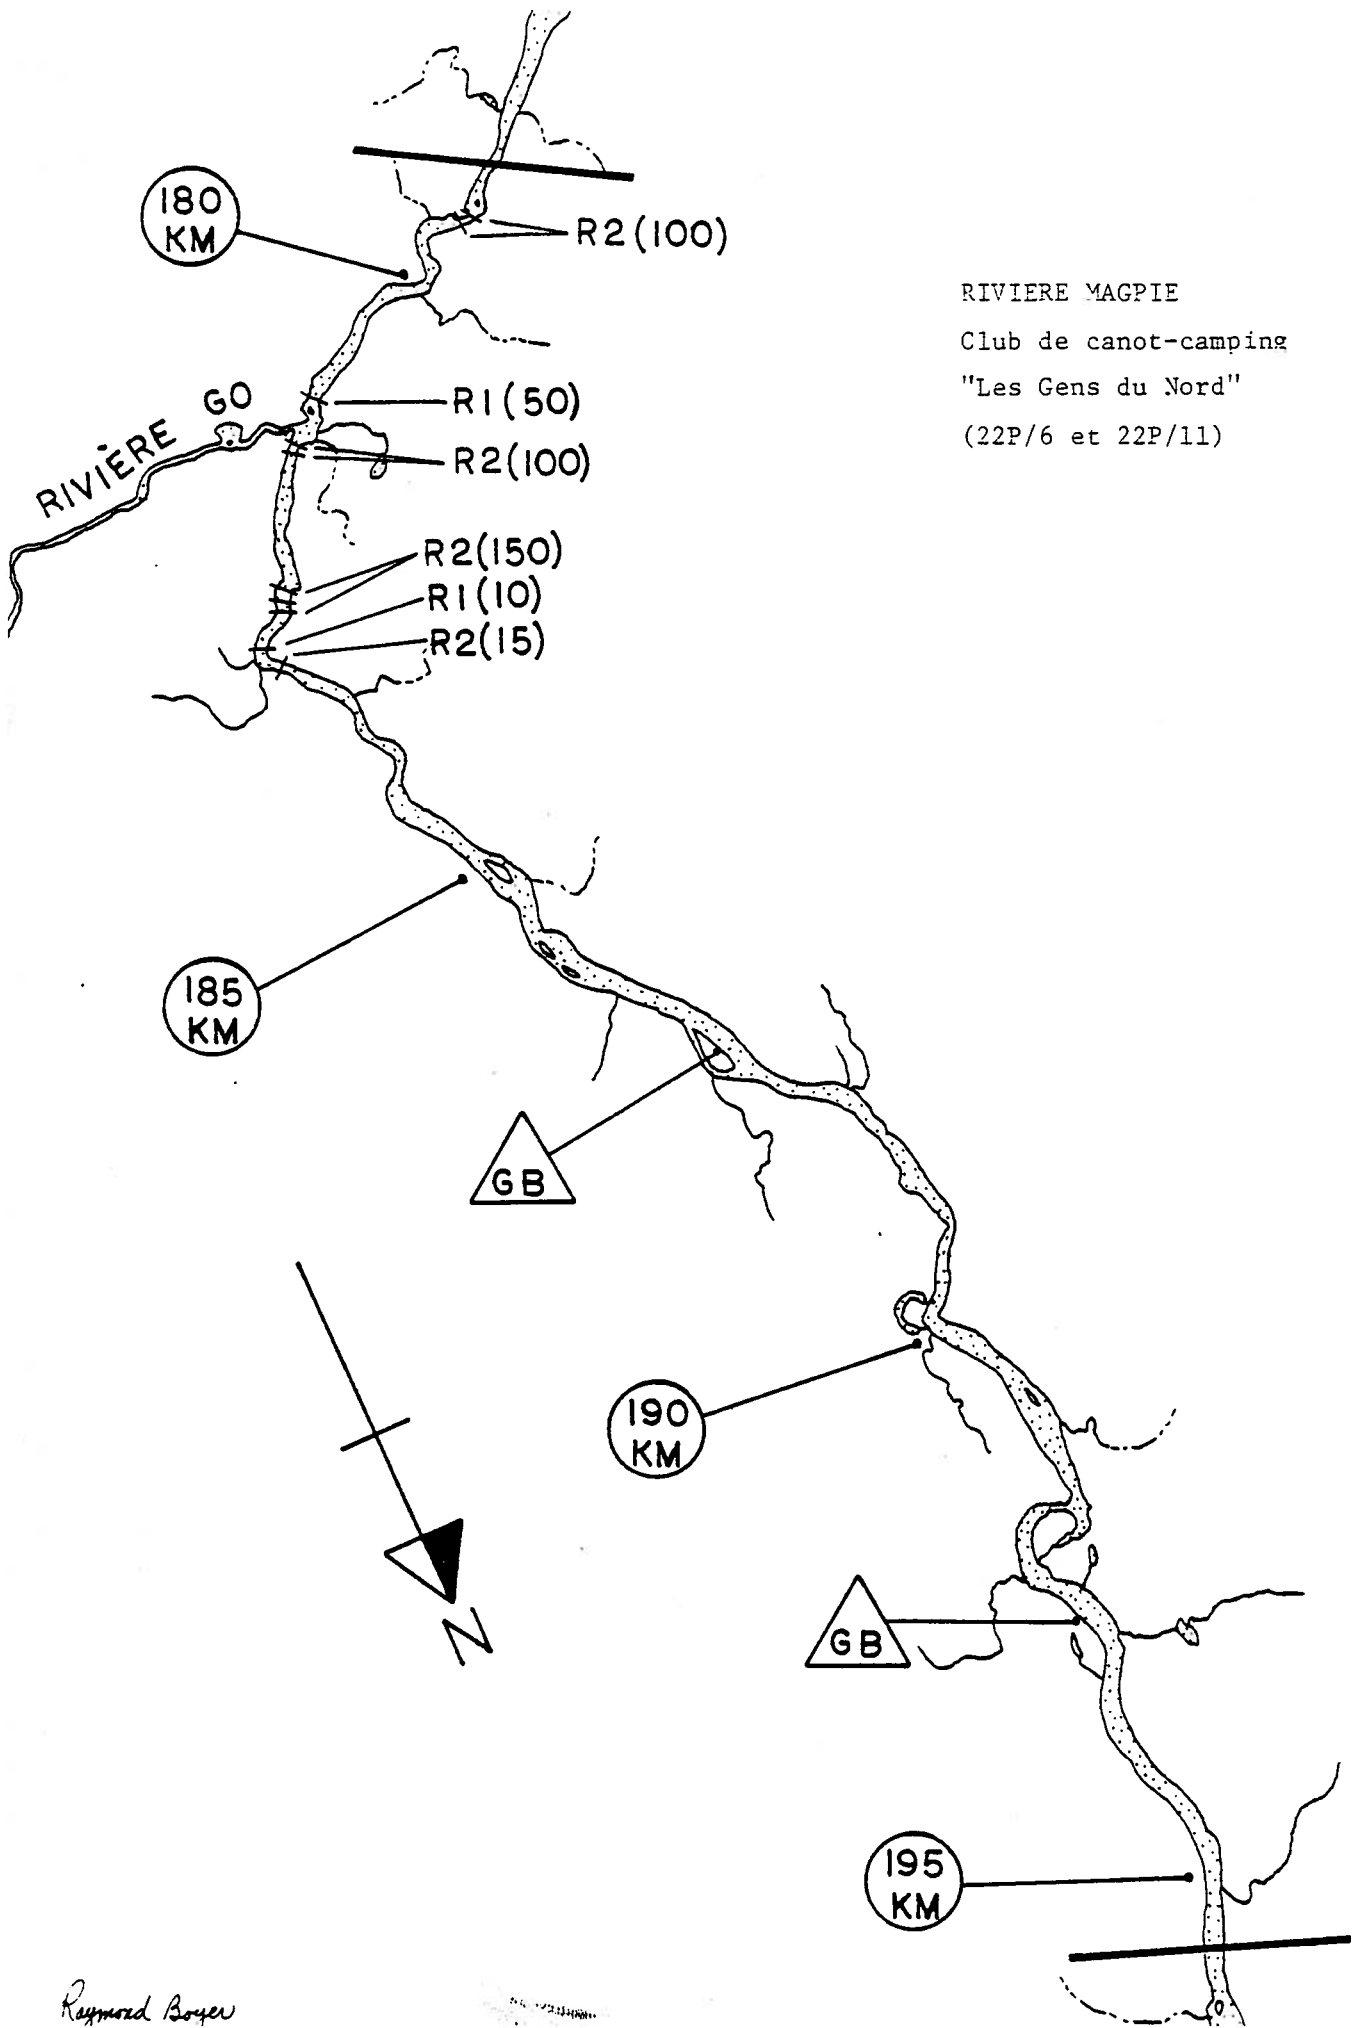 180
KM
R2(100)
RIVIERE MAGPIE
Club de canot-camping
"Les Gens du Nord"
(22P/6 et 22P/11)
R1(50)
RIVIÈRE GO
R2(100)
R2(150)
R1(10)
R2(15)
185
KM
GB
190
KM
N
GB
195
KM
Raymond Boyer